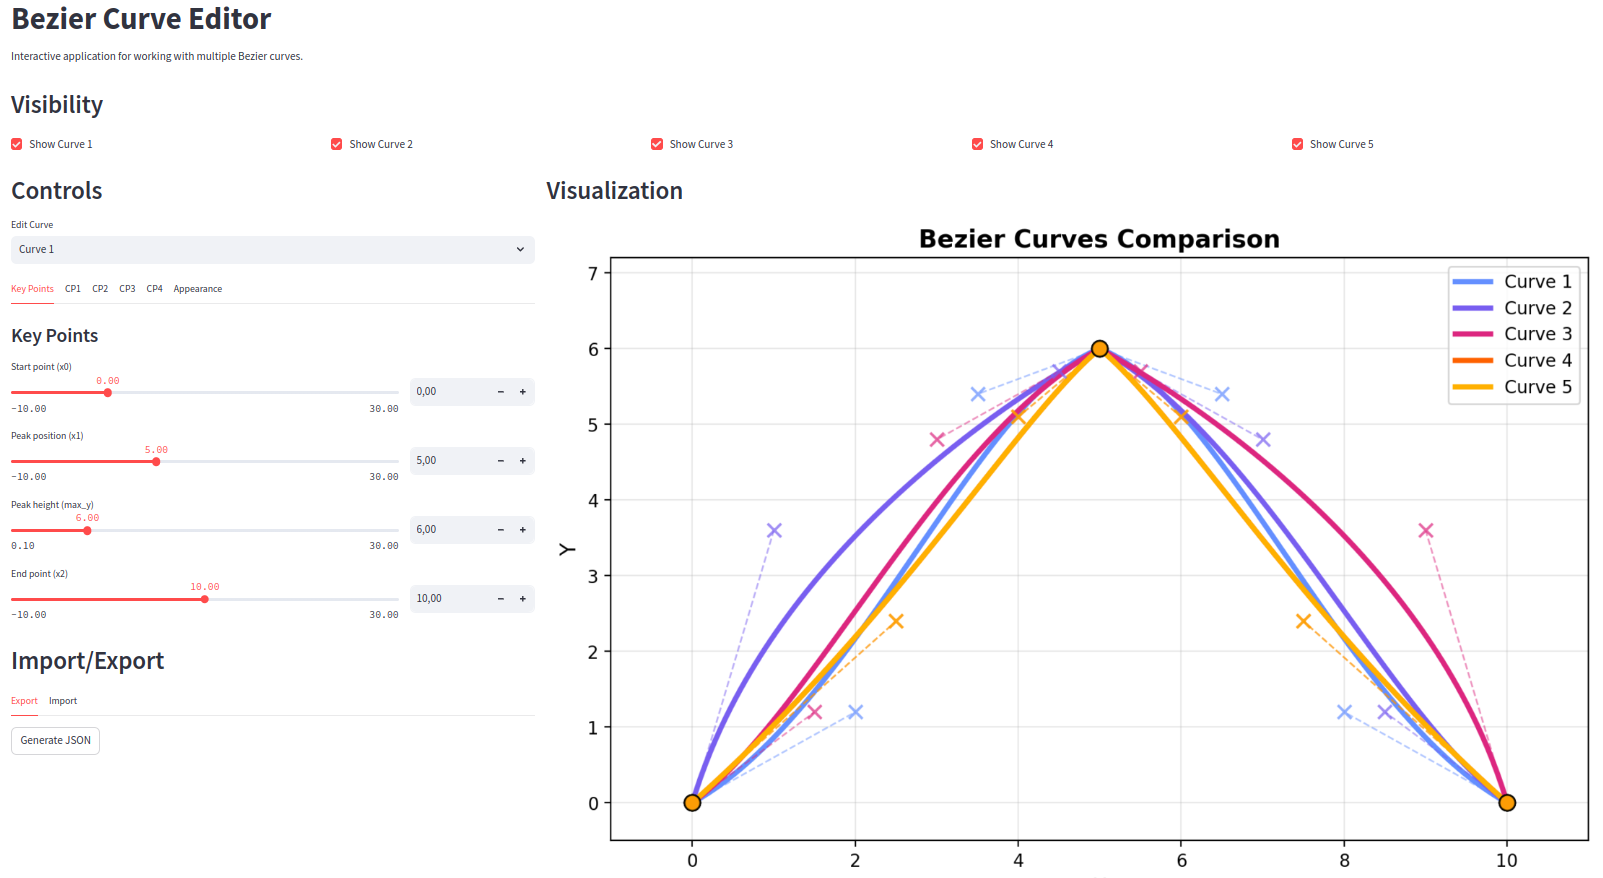 Bezier Curve Editor
Interactive application for working with multiple Bezier curves.
Visibility
Show Curve 1
Show Curve 2
Show Curve 3
Show Curve 4
Show Curve 5
Controls
Edit Curve
Curve 1
Key Points CP1 CP2 CP3 CP4 Appearance
Key Points
Start point (x0)
0.00
-10.00 30.00
0,00 − +
Peak position (x1)
5.00
-10.00 30.00
5,00 − +
Peak height (max_y)
6.00
0.10 30.00
6,00 − +
End point (x2)
10.00
-10.00 30.00
10,00 − +
Import/Export
Export Import
Generate JSON
Visualization
Bezier Curves Comparison
7
6
5
4
3
2
1
0
Y
0 2 4 6 8 10
Curve 1
Curve 2
Curve 3
Curve 4
Curve 5